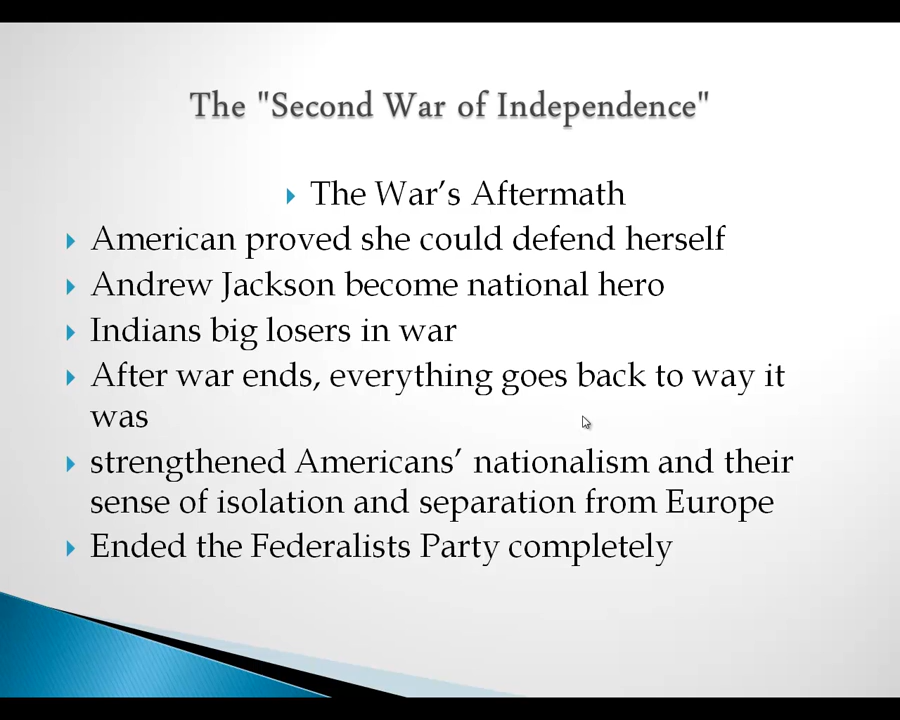 The "Second War of Independence"
The War’s Aftermath
American proved she could defend herself
Andrew Jackson become national hero
Indians big losers in war
After war ends, everything goes back to way it
was
strengthened Americans’ nationalism and their
sense of isolation and separation from Europe
Ended the Federalists Party completely